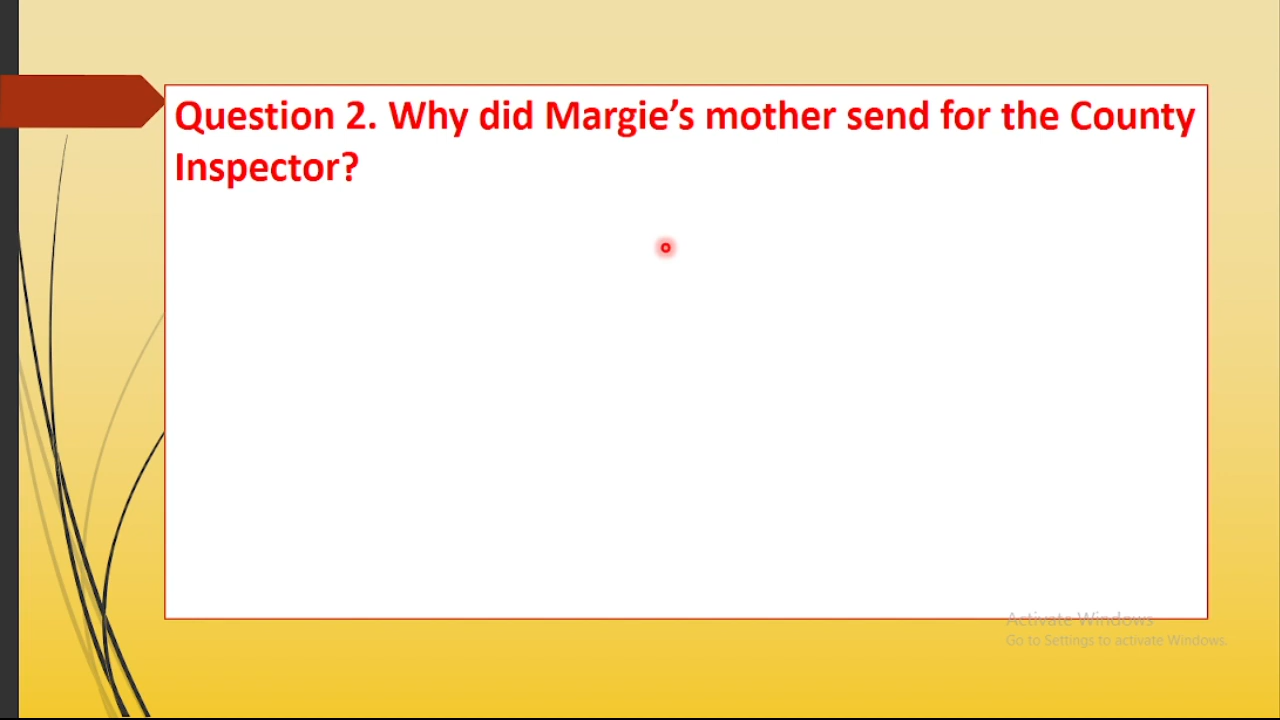 Question 2. Why did Margie’s mother send for the County
Inspector?
Activate Windows
Go to Settings to activate Windows.